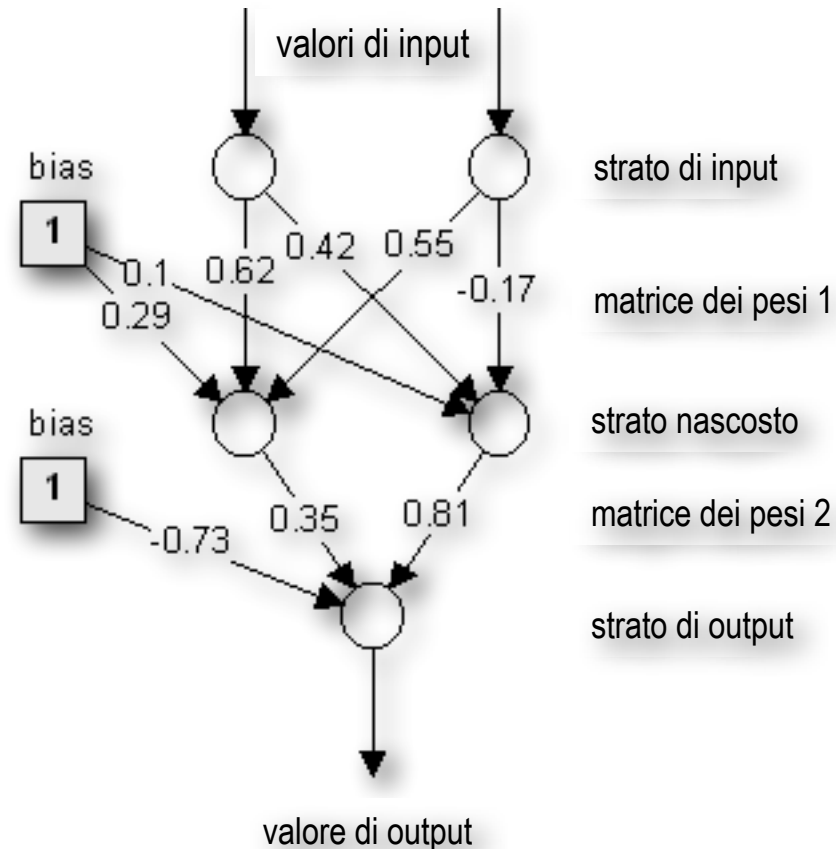 valori di input
bias
strato di input
1
0.42
0.55
0.1
0.62
-0.17
matrice dei pesi 1
0.29
bias
strato nascosto
1
0.35
0.81
matrice dei pesi 2
-0.73
strato di output
valore di output